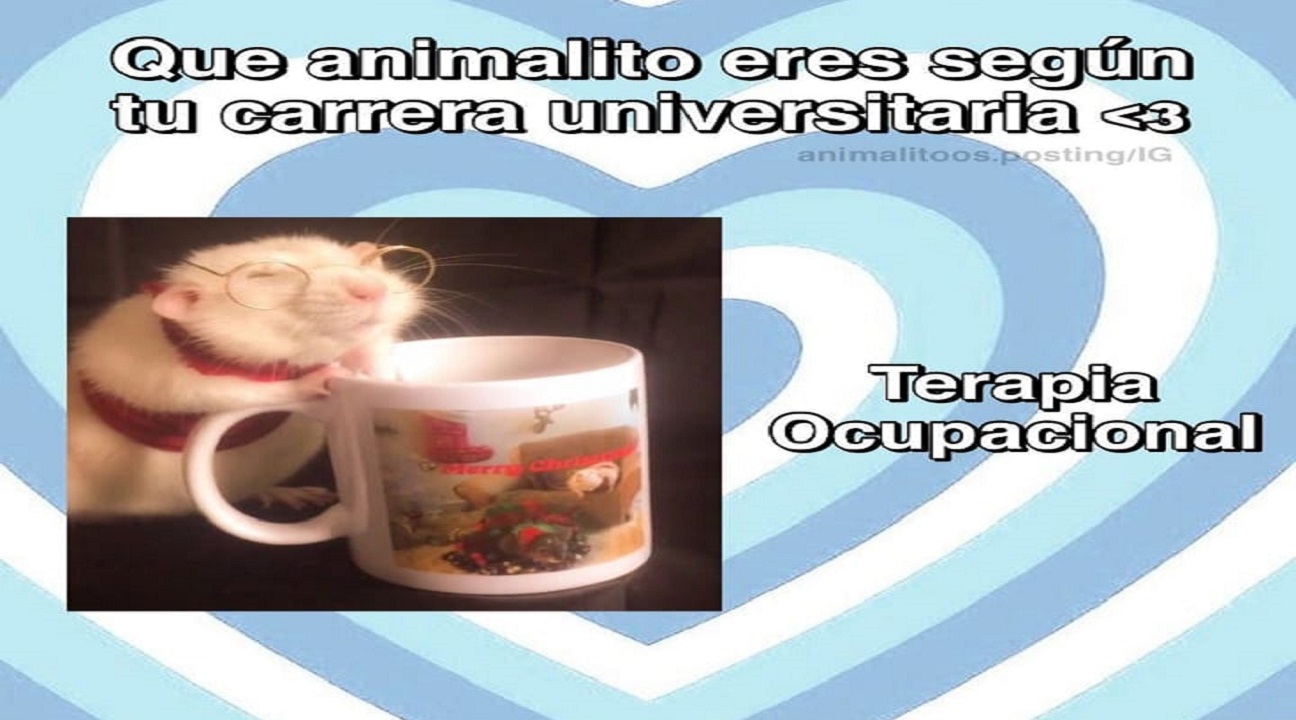 Que animalito eres según
tu carrera universitaria <3
animalitoos.posting/IG
Merry Christmas
Terapia
Ocupacional